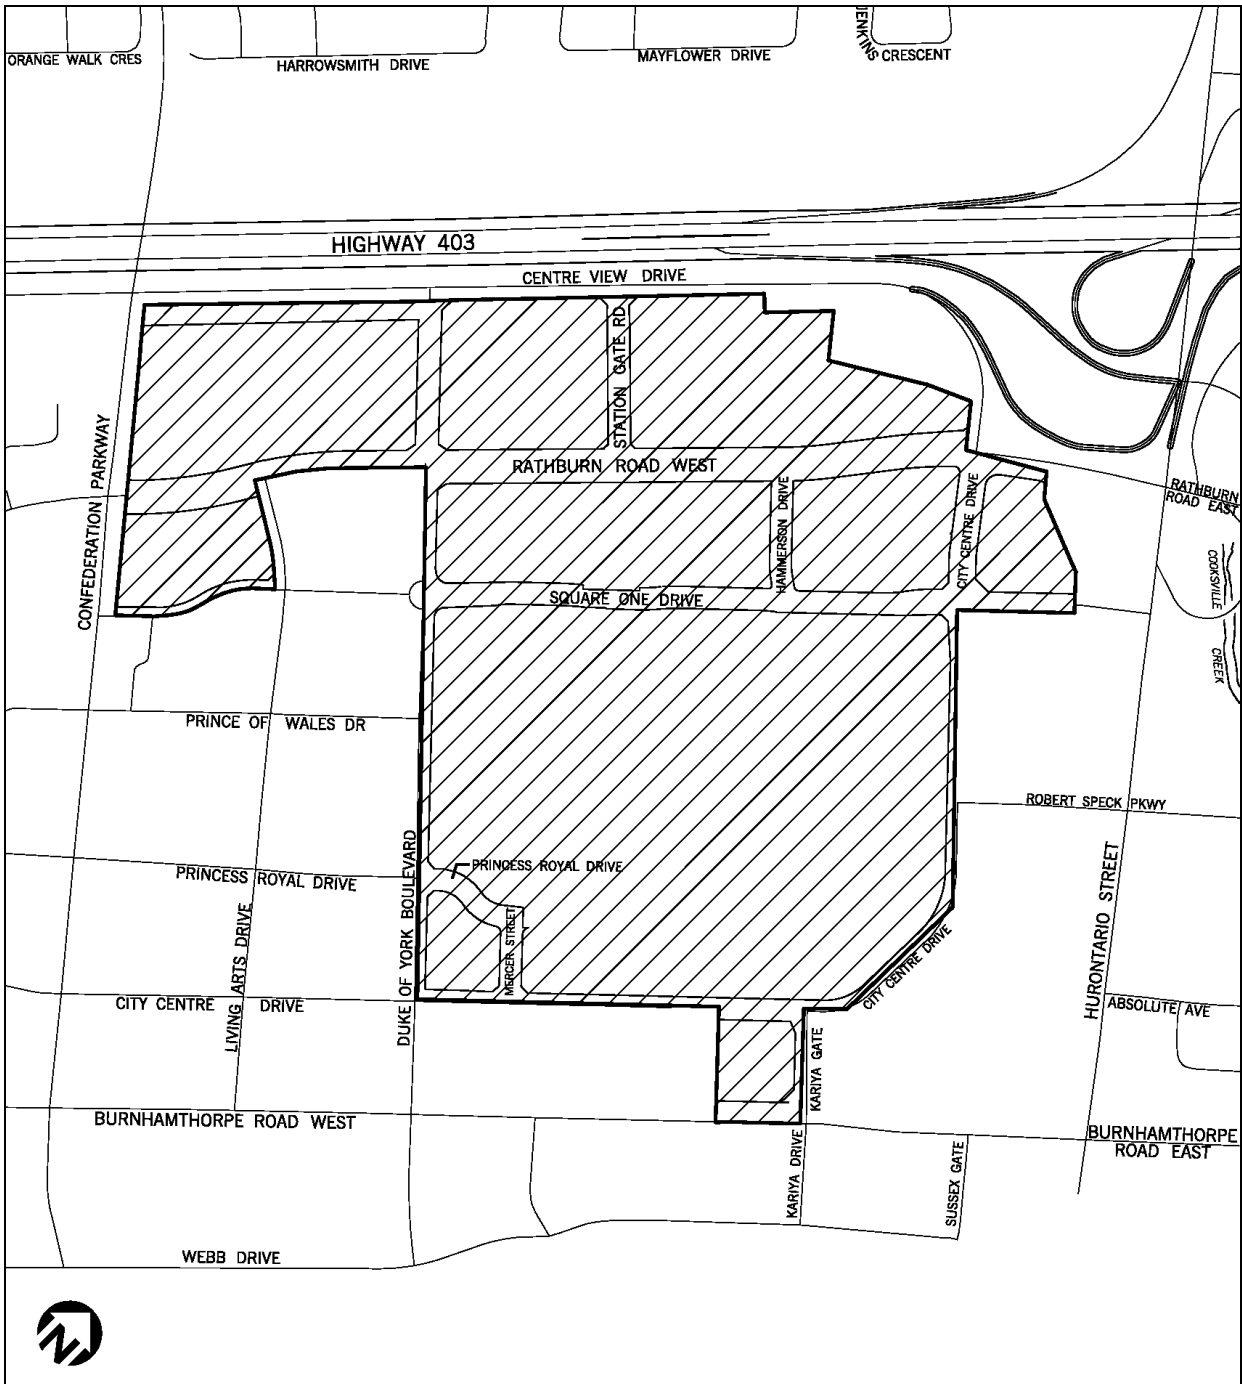 JENKINS
ORANGE WALK CRES
HARROWSMITH DRIVE
MAYFLOWER DRIVE
CRESCENT
HIGHWAY 403
CENTRE VIEW DRIVE
STATION GATE RD
CONFEDERATION PARKWAY
RATHBURN ROAD WEST
HAMMERSON DRIVE
CITY CENTRE DRIVE
RATHBURN
ROAD EAST
COOKSVILLE
CREEK
SQUARE ONE DRIVE
PRINCE OF WALES DR
ROBERT SPECK PKWY
PRINCESS ROYAL DRIVE
PRINCESS ROYAL DRIVE
DUKE OF YORK BOULEVARD
MERCER STREET
LIVING ARTS DRIVE
CITY CENTRE DRIVE
CITY CENTRE DRIVE
HURONTARIO STREET
ABSOLUTE AVE
KARIYA GATE
BURNHAMTHORPE ROAD WEST
BURNHAMTHORPE
ROAD EAST
KARIYA DRIVE
SUSSEX GATE
WEBB DRIVE
N